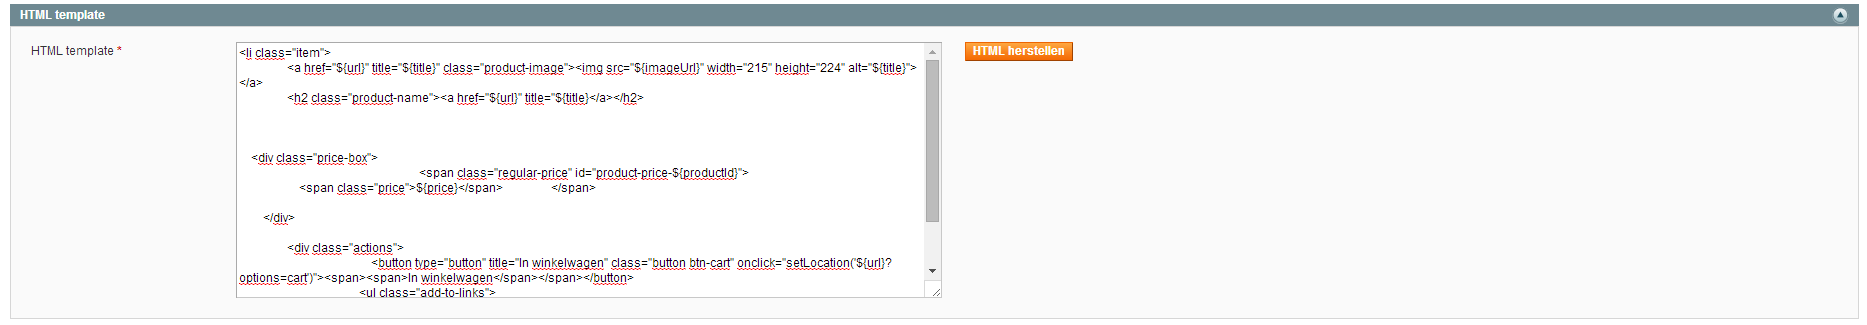 HTML template
HTML template *
HTML herstellen
<li class="item">
<a href="${url}" title="${title}" class="product-image"><img src="${imageUrl}" width="215" height="224" alt="${title}">
</a>
<h2 class="product-name"><a href="${url}" title="${title}</a></h2>
<div class="price-box">
<span class="regular-price" id="product-price-${productId}">
<span class="price">${price}</span> </span>
</div>
<div class="actions">
<button type="button" title="In winkelwagen" class="button btn-cart" onclick="setLocation('${url}?
options=cart')"><span><span>In winkelwagen</span></span></button>
<ul class="add-to-links">